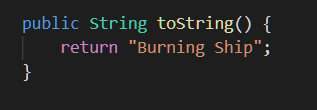 public String toString() {
    return "Burning Ship";
}